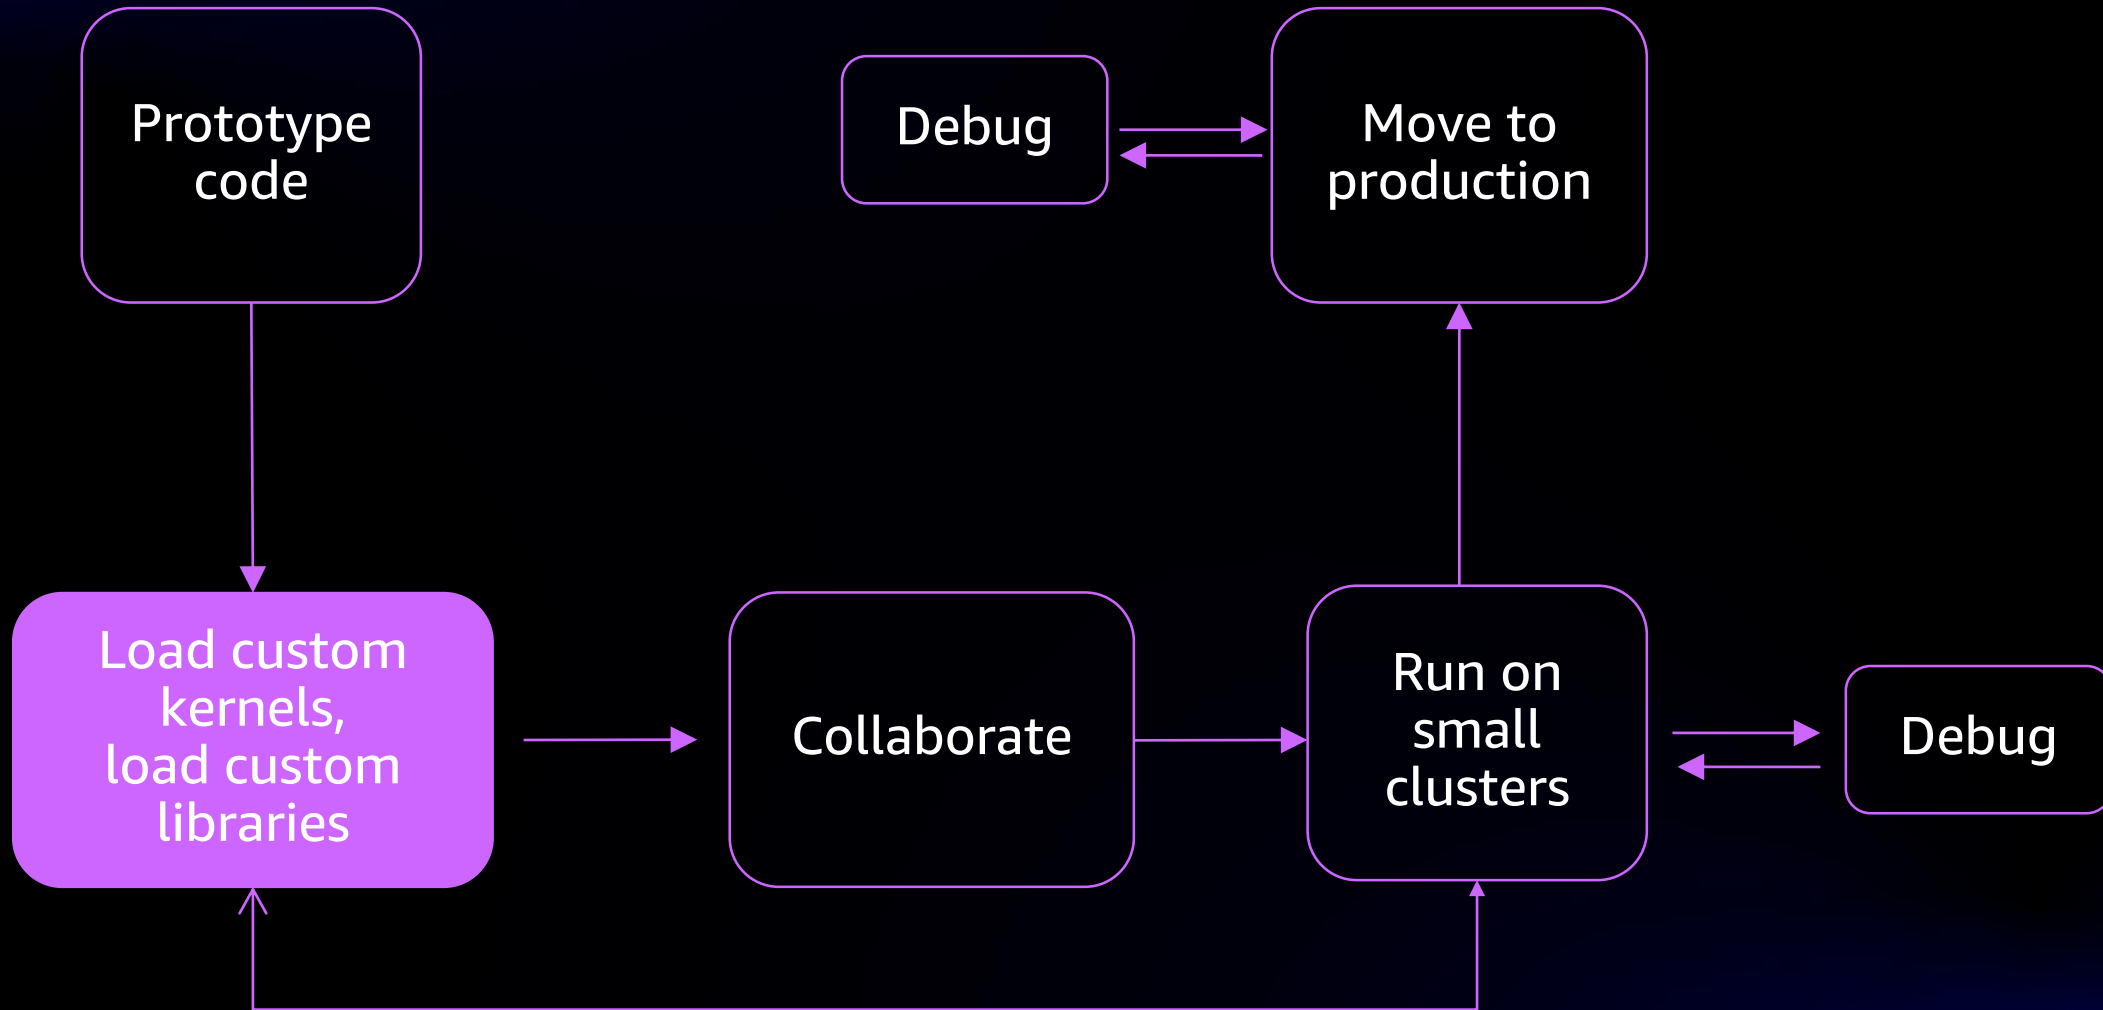 Prototype
code
Debug
Move to
production
Load custom
kernels,
load custom
libraries
Collaborate
Run on
small
clusters
Debug